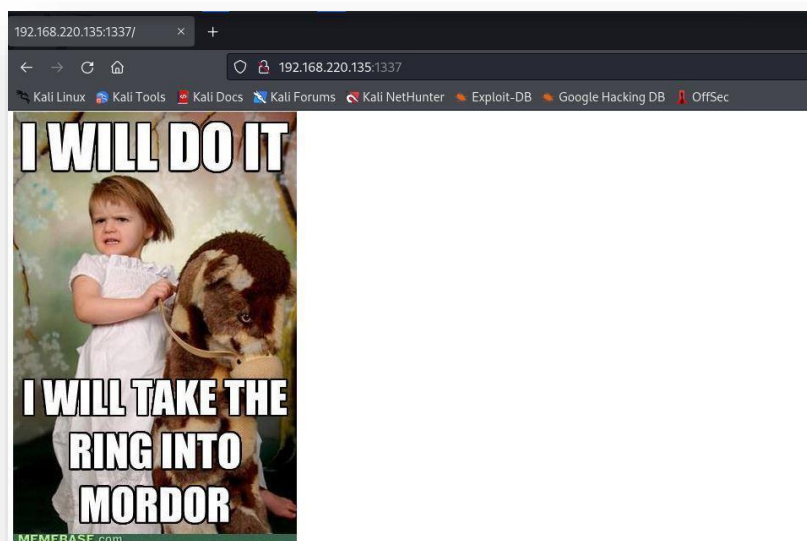 192.168.220.135:1337/
192.168.220.135:1337
Kali Linux Kali Tools Kali Docs Kali Forums Kali NetHunter Exploit-DB Google Hacking DB OffSec
I WILL DO IT
I WILL TAKE THE
RING INTO
MORDOR
MEMEBASE.com